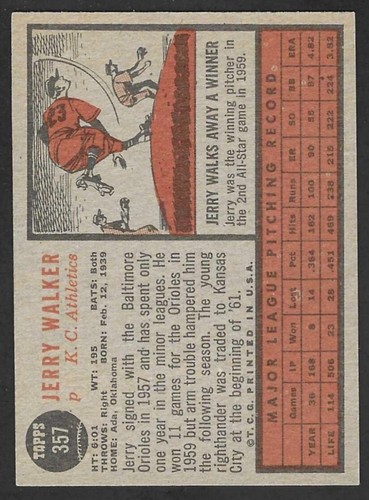 TOPPS
357
JERRY WALKER
p K. C. Athletics
HT: 6:01 WT: 195 BATS: Both
THROWS: Right BORN: Feb. 12, 1939
HOME: Ada, Oklahoma
Jerry signed with the Baltimore
Orioles in 1957 and has spent only
one year in the minor leagues. He
won 11 games for the Orioles in
1959 but arm trouble hampered him
the following season. The young
righthander was traded to Kansas
City at the beginning of '61.
©T.C.G. PRINTED IN U.S.A.
JERRY WALKS AWAY A WINNER
Jerry was the winning pitcher in
the 2nd All-Star game in 1959.
MAJOR LEAGUE PITCHING RECORD
Games IP Won Lost Pct Hits Runs ER SO BB ERA
YEAR 36 168 8 14 .364 162 100 90 55 97 4.82
LIFE 114 506 23 28 .451 469 238 215 222 224 3.82